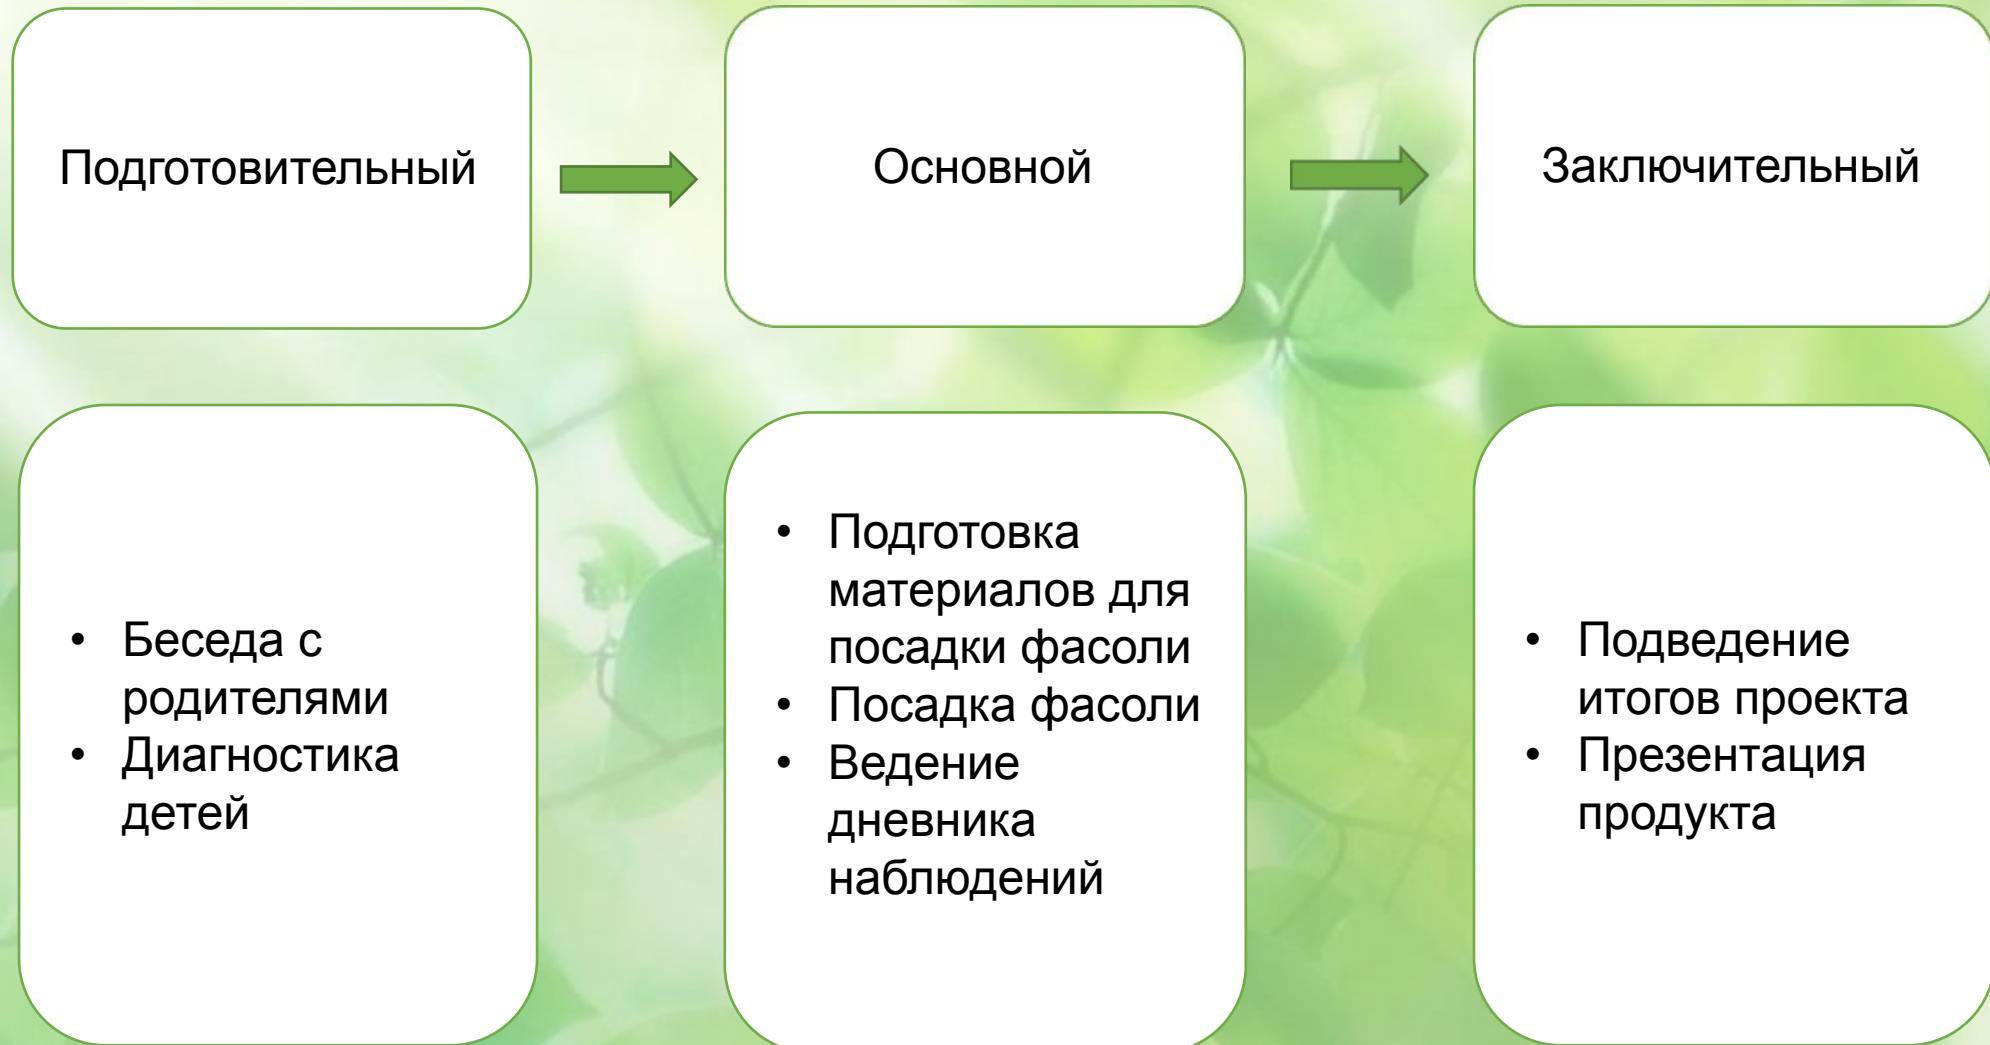 Подготовительный
Основной
Заключительный
• Беседа с
родителями
• Диагностика
детей
• Подготовка
материалов для
посадки фасоли
• Посадка фасоли
• Ведение
дневника
наблюдений
• Подведение
итогов проекта
• Презентация
продукта